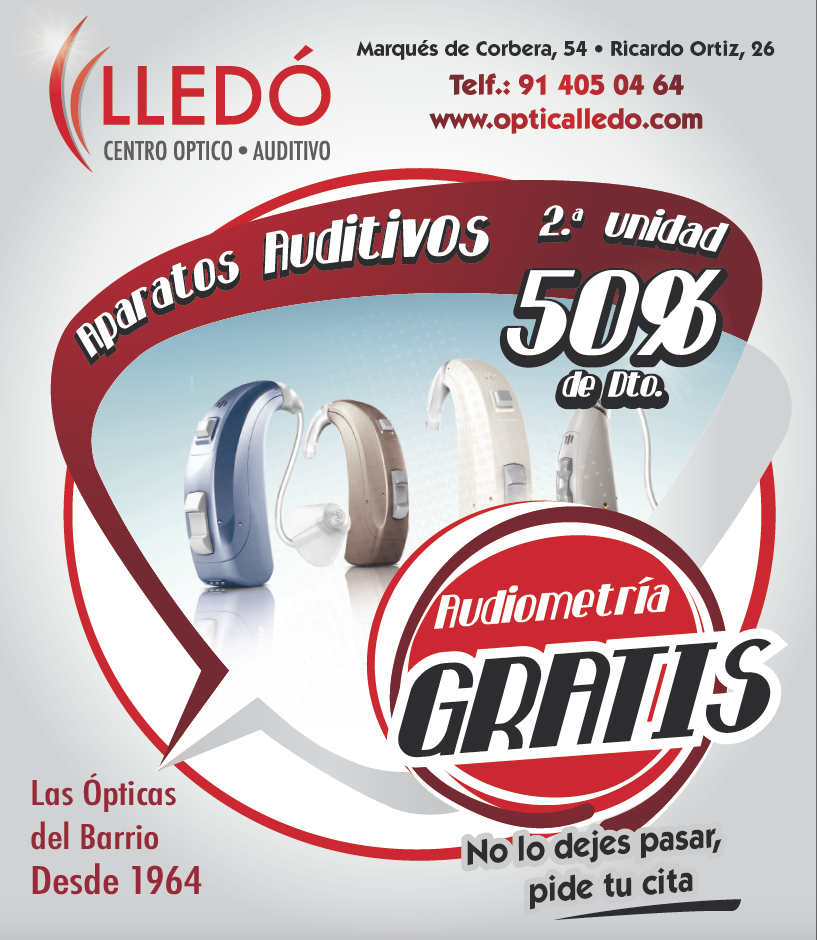 LLEDÓ
CENTRO OPTICO • AUDITIVO
Marqués de Corbera, 54 • Ricardo Ortiz, 26
Telf.: 91 405 04 64
www.opticalledo.com
Aparatos Auditivos
2.ª unidad
50%
de Dto.
Audiometría
GRATIS
Las Ópticas
del Barrio
Desde 1964
No lo dejes pasar,
pide tu cita